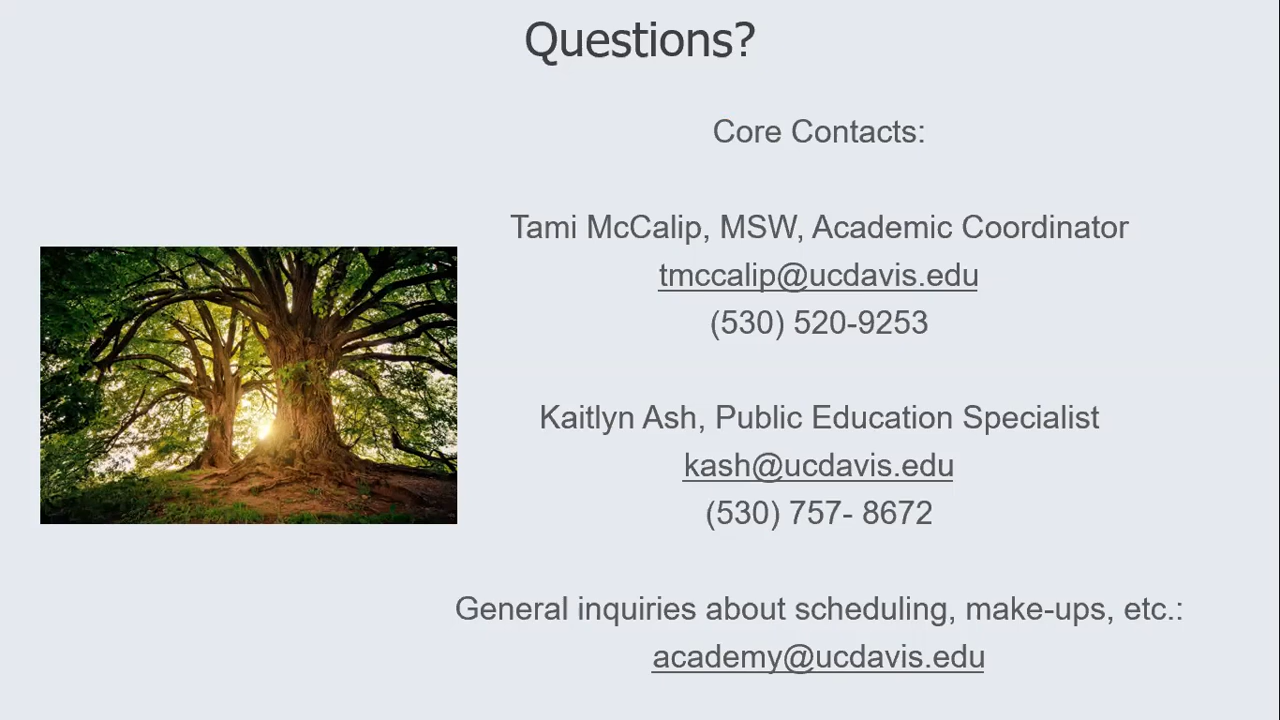 Questions?
Core Contacts:
Tami McCalip, MSW, Academic Coordinator
tmccalip@ucdavis.edu
(530) 520-9253
Kaitlyn Ash, Public Education Specialist
kash@ucdavis.edu
(530) 757- 8672
General inquiries about scheduling, make-ups, etc.:
academy@ucdavis.edu